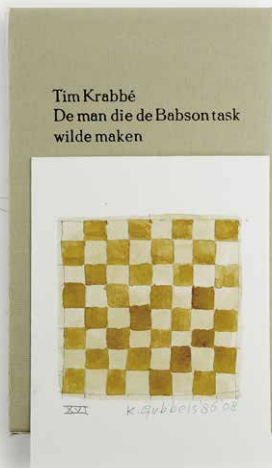 Tim Krabbé
De man die de Babson task
wilde maken
XVI K. Gubbels '86 '08